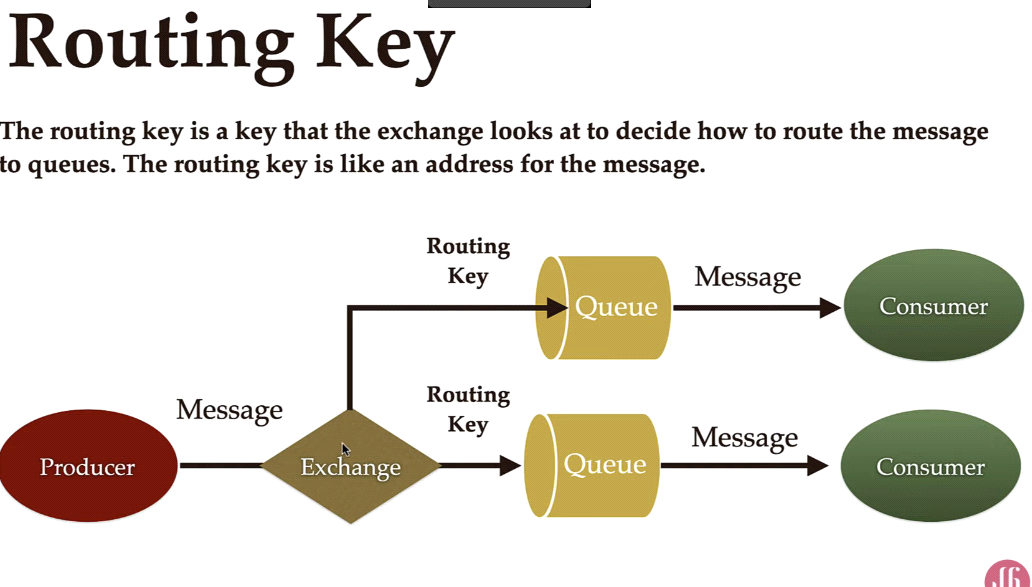 Routing Key
The routing key is a key that the exchange looks at to decide how to route the message
to queues. The routing key is like an address for the message.
Routing
Key
Queue
Message
Consumer
Message
Routing
Key
Producer
Exchange
Queue
Message
Consumer